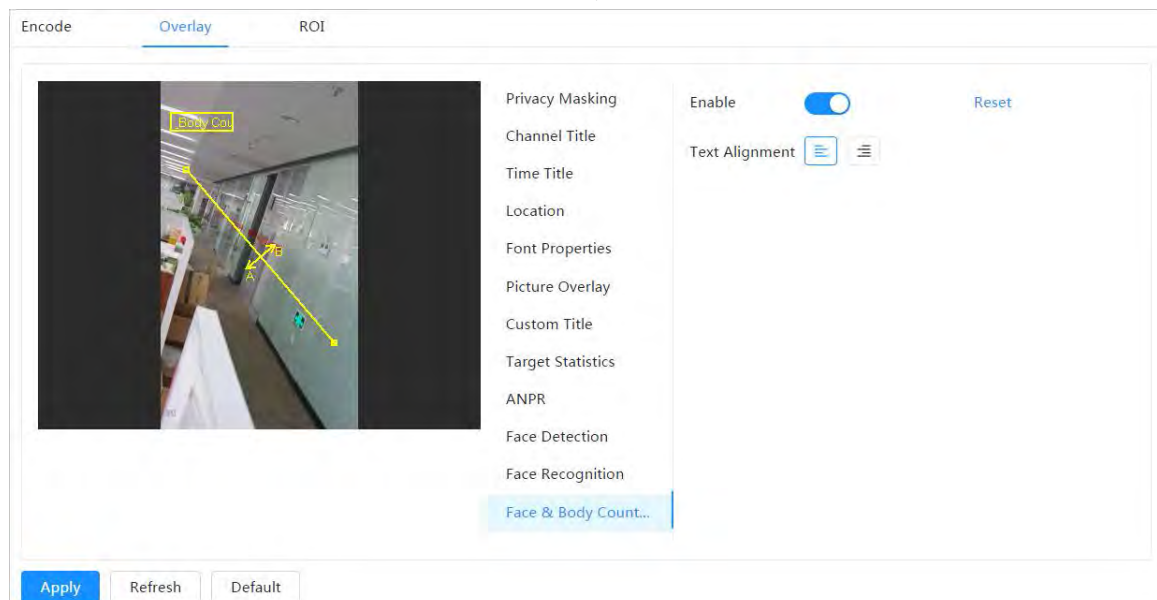 Encode Overlay ROI
Body Cou
A
B
Privacy Masking
Channel Title
Time Title
Location
Font Properties
Picture Overlay
Custom Title
Target Statistics
ANPR
Face Detection
Face Recognition
Face & Body Count...
Enable Reset
Text Alignment
Apply Refresh Default